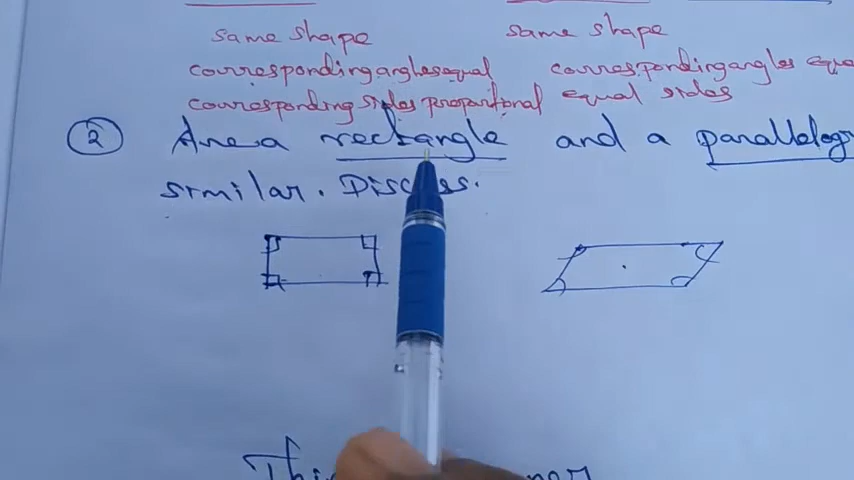 same shape same shape
corresponding angles equal corresponding angles equa
corresponding sides proportional equal sides
2 Are a rectangle and a parallelogr
similar. Discuss.